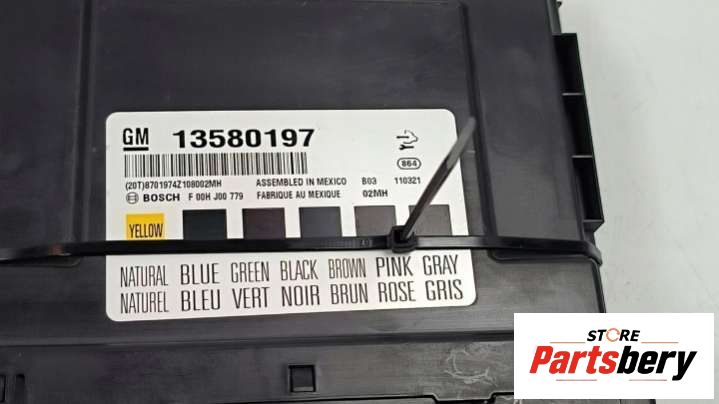 GM 13580197
864
(20T)8701974Z108002MH ASSEMBLED IN MEXICO B03 110321
BOSCH F 00H J00 779 FABRIQUE AU MEXIQUE 02MH
YELLOW
NATURAL BLUE GREEN BLACK BROWN PINK GRAY
NATUREL BLEU VERT NOIR BRUN ROSE GRIS
STORE
Partsbery